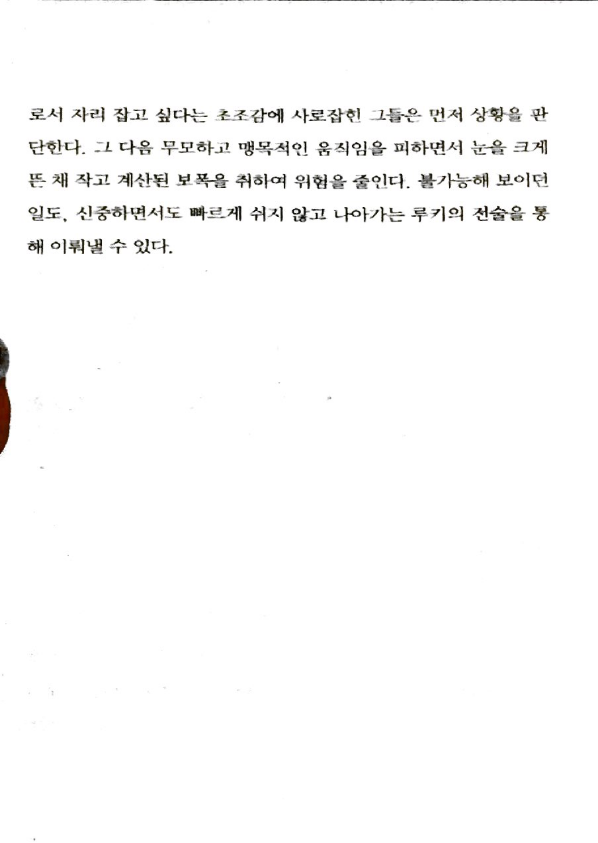 로서 자리 잡고 싶다는 초조감에 사로잡힌 그들은 먼저 상황을 판
단한다. 그 다음 무모하고 맹목적인 움직임을 피하면서 눈을 크게
뜬 채 작고 계산된 보폭을 취하여 위험을 줄인다. 불가능해 보이던
일도, 신중하면서도 빠르게 쉬지 않고 나아가는 루키의 전술을 통
해 이뤄낼 수 있다.